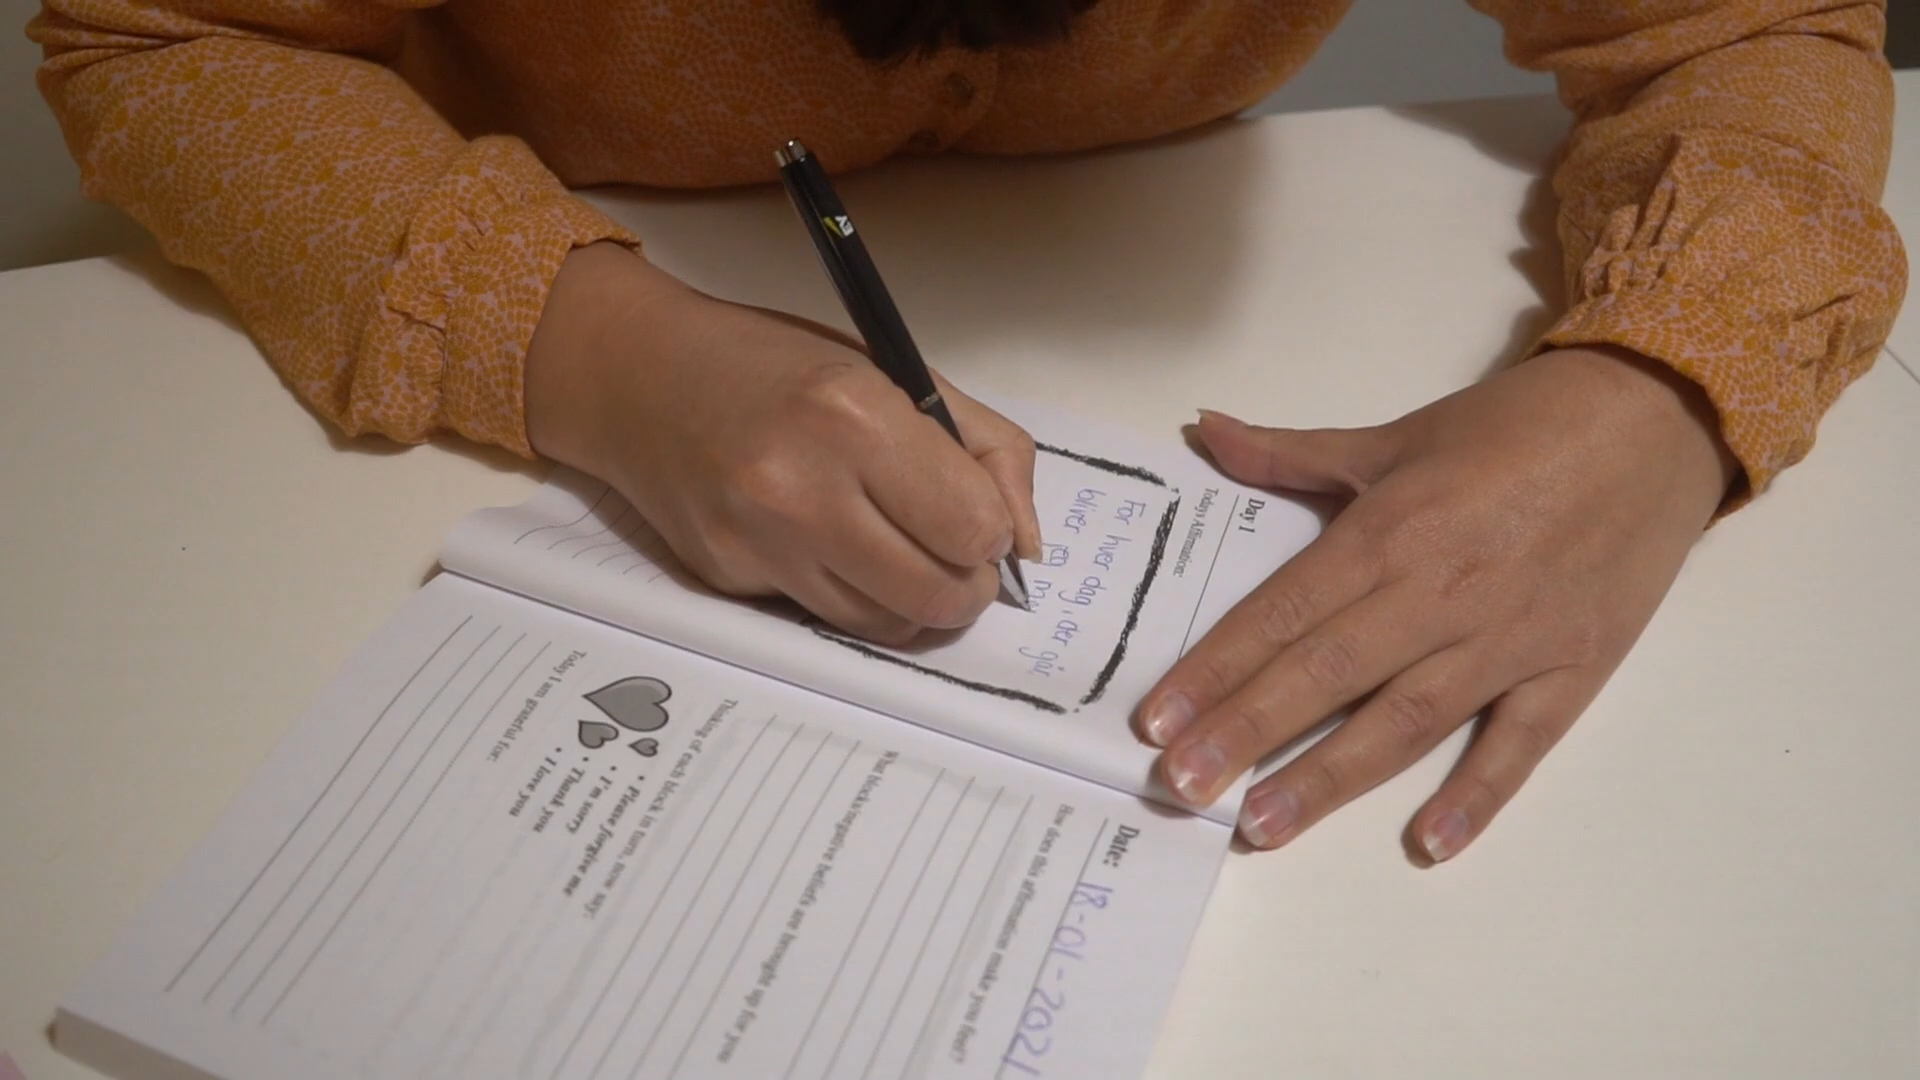 Day 1
Todays Affirmation:
For hver dag, der går,
bliver jeg
Date: 18-01-2021
How does this affirmation make you feel?
What blocks/negative beliefs are brought up for you
Thinking of each block in turn, now say:
• Please forgive me
• I'm sorry
• Thank you
• I love you
Today I am grateful for: